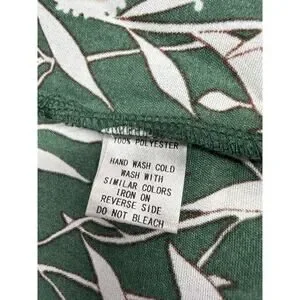 100% POLYESTER
HAND WASH COLD
WASH WITH
SIMILAR COLORS
IRON ON
REVERSE SIDE
DO NOT BLEACH